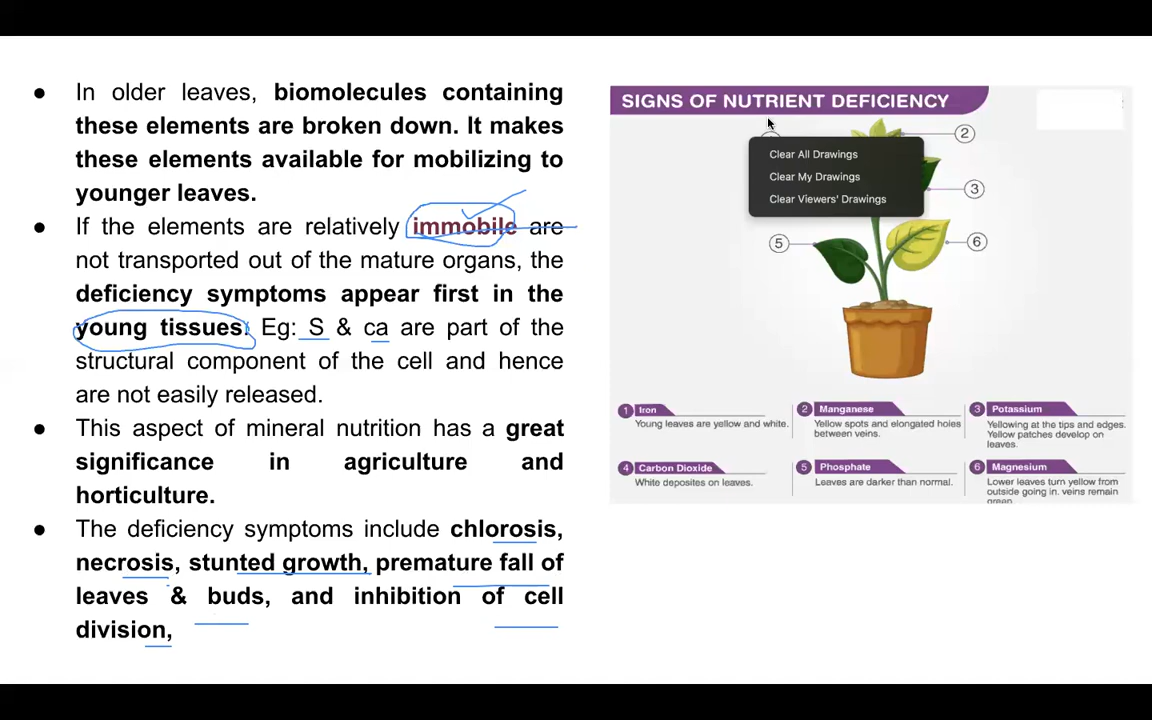 In older leaves, biomolecules containing
these elements are broken down. It makes
these elements available for mobilizing to
younger leaves.
If the elements are relatively immobile are
not transported out of the mature organs, the
deficiency symptoms appear first in the
young tissues. Eg: S & ca are part of the
structural component of the cell and hence
are not easily released.
This aspect of mineral nutrition has a great
significance in agriculture and
horticulture.
The deficiency symptoms include chlorosis,
necrosis, stunted growth, premature fall of
leaves & buds, and inhibition of cell
division,
SIGNS OF NUTRIENT DEFICIENCY
2
Clear All Drawings
Clear My Drawings
Clear Viewers' Drawings
3
5
6
1 Iron
Young leaves are yellow and white.
2 Manganese
Yellow spots and elongated holes
between veins.
3 Potassium
Yellowing at the tips and edges.
Yellow patches develop on
leaves.
4 Carbon Dioxide
White deposits on leaves.
5 Phosphate
Leaves are darker than normal.
6 Magnesium
Lower leaves turn yellow from
outside going in. veins remain
green